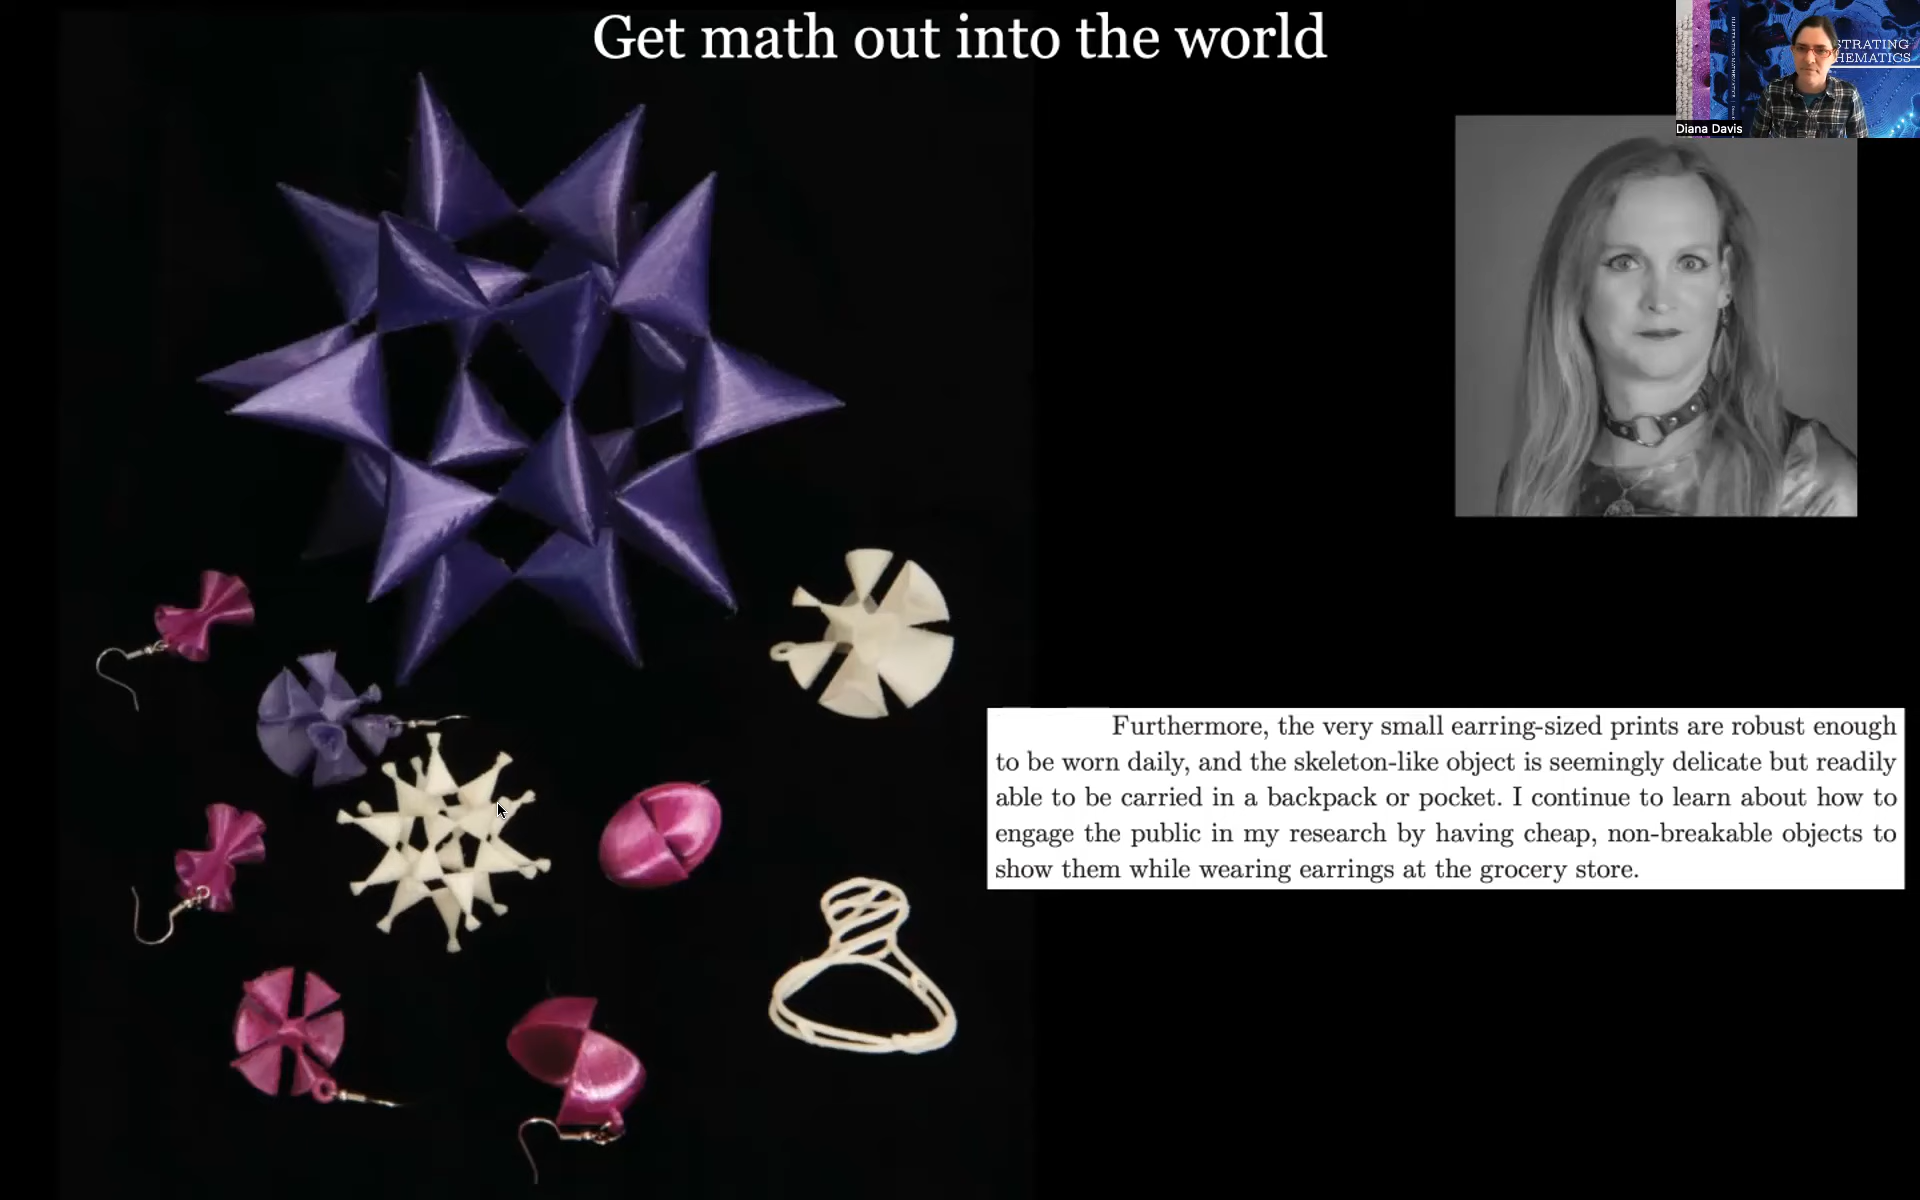 Get math out into the world
STRATING
HEMATICS
Diana Davis
Furthermore, the very small earring-sized prints are robust enough
to be worn daily, and the skeleton-like object is seemingly delicate but readily
able to be carried in a backpack or pocket. I continue to learn about how to
engage the public in my research by having cheap, non-breakable objects to
show them while wearing earrings at the grocery store.